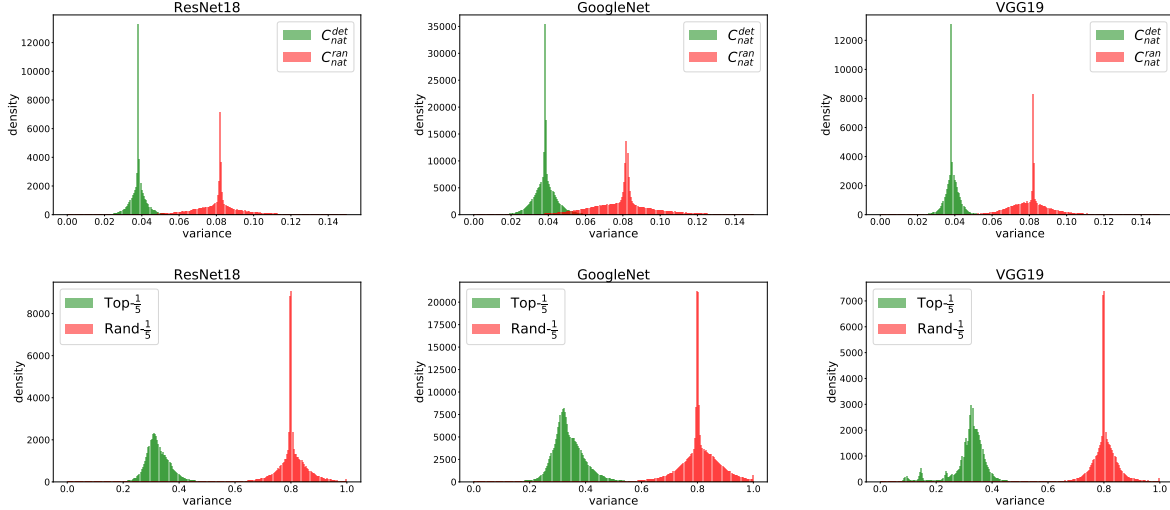 ResNet18
density
12000
10000
8000
6000
4000
2000
0
C_nat^det
C_nat^ran
0.00 0.02 0.04 0.06 0.08 0.10 0.12 0.14
variance
GoogleNet
density
35000
30000
25000
20000
15000
10000
5000
0
C_nat^det
C_nat^ran
0.00 0.02 0.04 0.06 0.08 0.10 0.12 0.14
variance
VGG19
density
12000
10000
8000
6000
4000
2000
0
C_nat^det
C_nat^ran
0.00 0.02 0.04 0.06 0.08 0.10 0.12 0.14
variance
ResNet18
density
8000
6000
4000
2000
0
Top-1/5
Rand-1/5
0.0 0.2 0.4 0.6 0.8 1.0
variance
GoogleNet
density
20000
17500
15000
12500
10000
7500
5000
2500
0
Top-1/5
Rand-1/5
0.0 0.2 0.4 0.6 0.8 1.0
variance
VGG19
density
7000
6000
5000
4000
3000
2000
1000
0
Top-1/5
Rand-1/5
0.0 0.2 0.4 0.6 0.8 1.0
variance